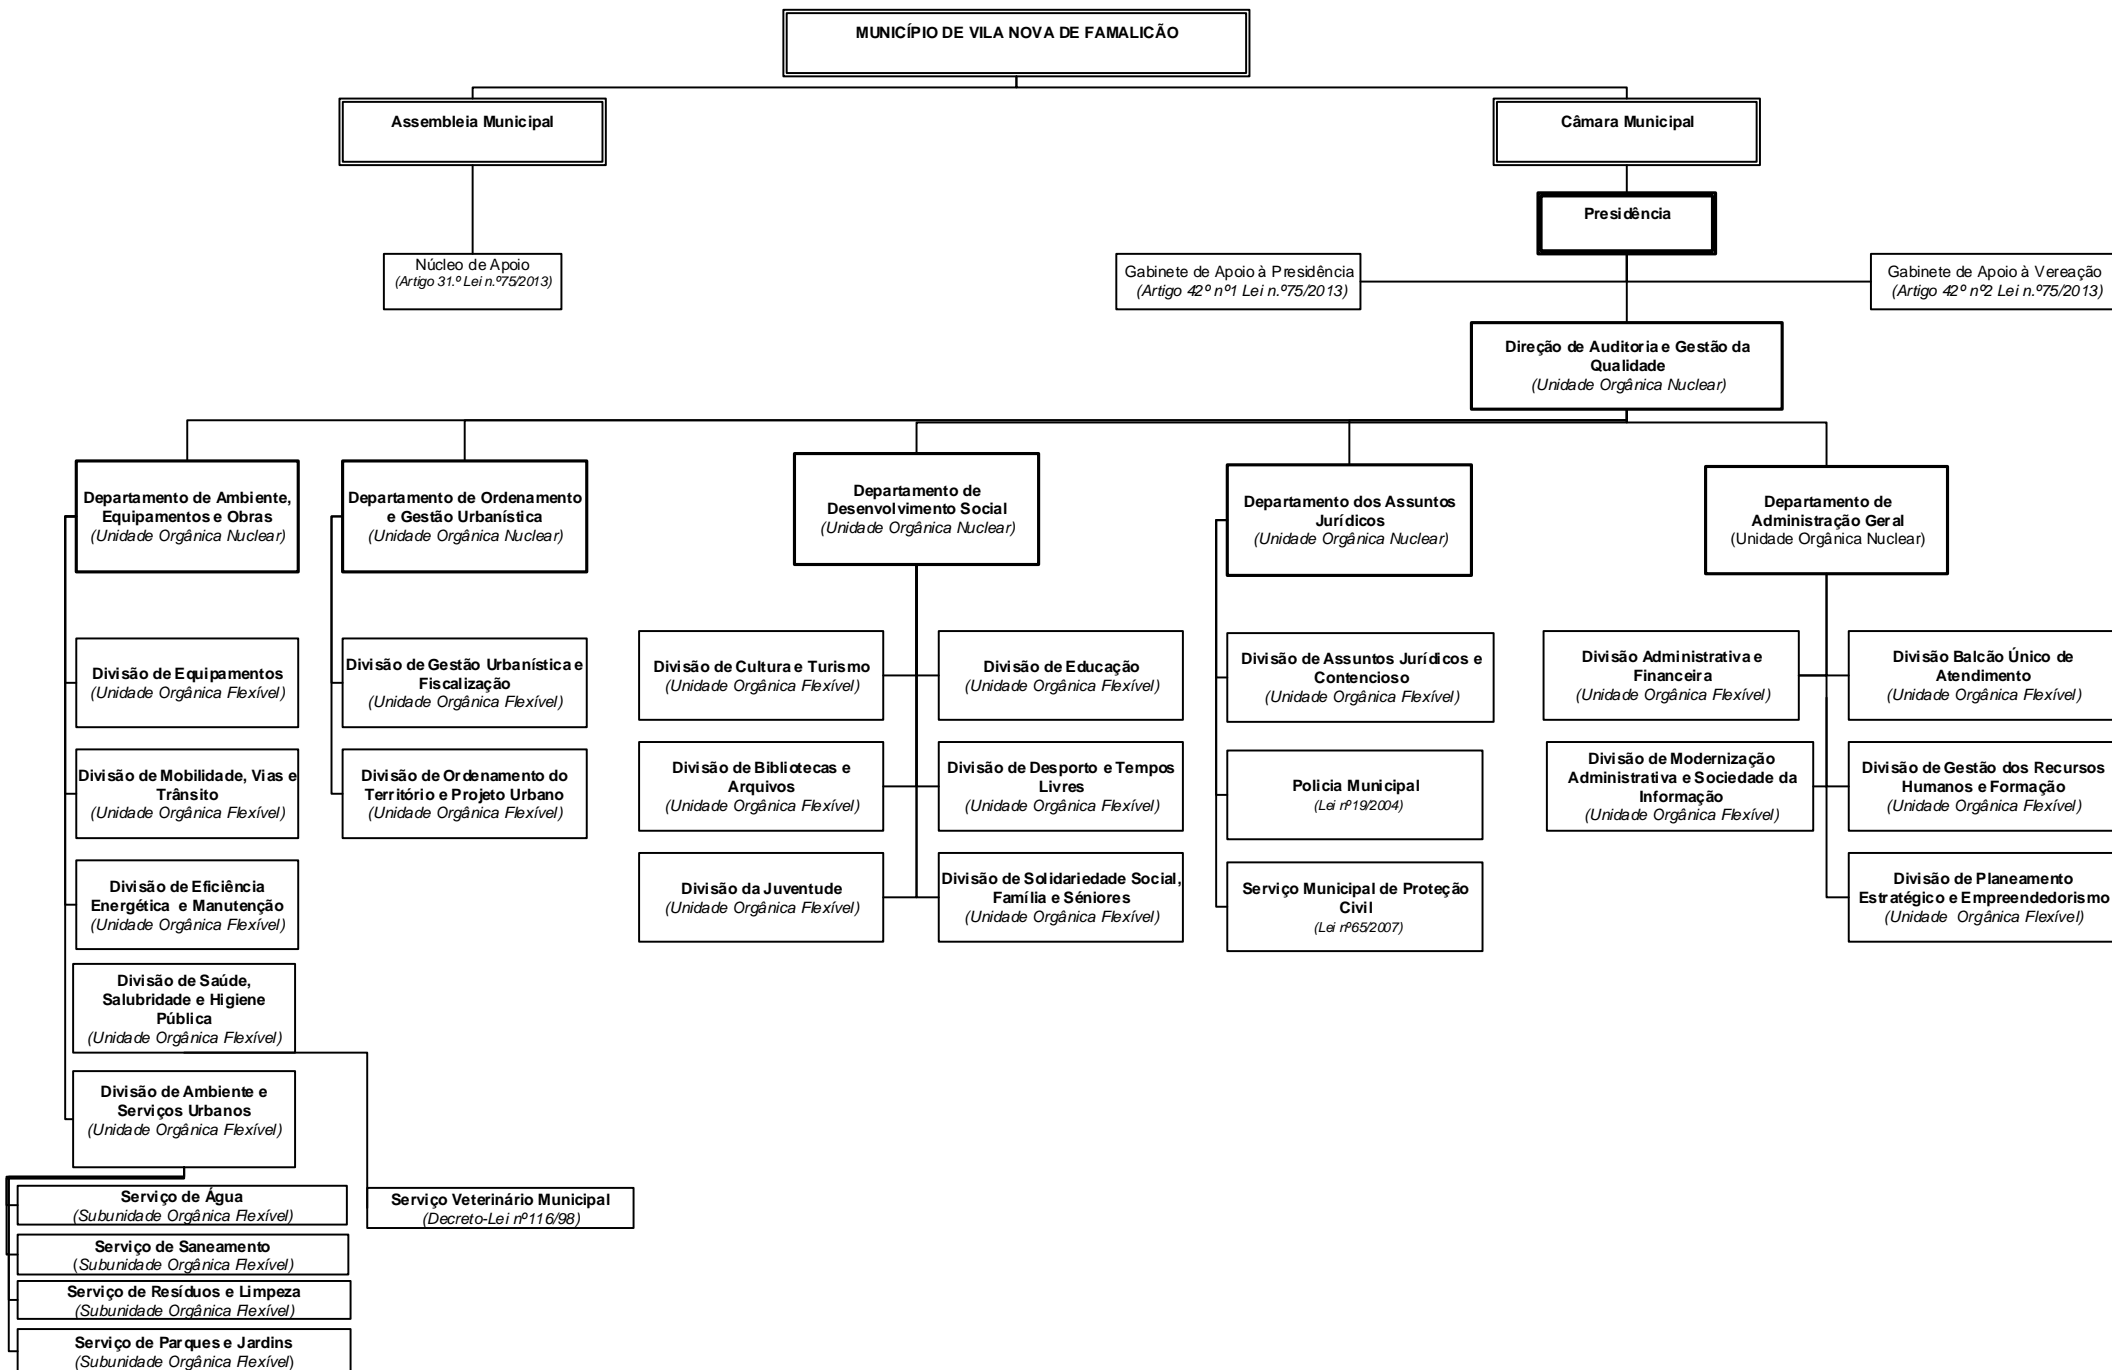 MUNICÍPIO DE VILA NOVA DE FAMALICÃO
Assembleia Municipal
Câmara Municipal
Presidência
Núcleo de Apoio
(Artigo 31.º Lei n.º75/2013)
Gabinete de Apoio à Presidência
(Artigo 42º nº1 Lei n.º75/2013)
Gabinete de Apoio à Vereação
(Artigo 42º nº2 Lei n.º75/2013)
Direção de Auditoria e Gestão da
Qualidade
(Unidade Orgânica Nuclear)
Departamento de Ambiente,
Equipamentos e Obras
(Unidade Orgânica Nuclear)
Departamento de Ordenamento
e Gestão Urbanística
(Unidade Orgânica Nuclear)
Departamento de
Desenvolvimento Social
(Unidade Orgânica Nuclear)
Departamento dos Assuntos
Jurídicos
(Unidade Orgânica Nuclear)
Departamento de
Administração Geral
(Unidade Orgânica Nuclear)
Divisão de Equipamentos
(Unidade Orgânica Flexível)
Divisão de Gestão Urbanística e
Fiscalização
(Unidade Orgânica Flexível)
Divisão de Cultura e Turismo
(Unidade Orgânica Flexível)
Divisão de Educação
(Unidade Orgânica Flexível)
Divisão de Assuntos Jurídicos e
Contencioso
(Unidade Orgânica Flexível)
Divisão Administrativa e
Financeira
(Unidade Orgânica Flexível)
Divisão Balcão Único de
Atendimento
(Unidade Orgânica Flexível)
Divisão de Mobilidade, Vias e
Trânsito
(Unidade Orgânica Flexível)
Divisão de Ordenamento do
Território e Projeto Urbano
(Unidade Orgânica Flexível)
Divisão de Bibliotecas e
Arquivos
(Unidade Orgânica Flexível)
Divisão de Desporto e Tempos
Livres
(Unidade Orgânica Flexível)
Policia Municipal
(Lei nº19/2004)
Divisão de Modernização
Administrativa e Sociedade da
Informação
(Unidade Orgânica Flexível)
Divisão de Gestão dos Recursos
Humanos e Formação
(Unidade Orgânica Flexível)
Divisão de Eficiência
Energética e Manutenção
(Unidade Orgânica Flexível)
Divisão da Juventude
(Unidade Orgânica Flexível)
Divisão de Solidariedade Social,
Família e Séniores
(Unidade Orgânica Flexível)
Serviço Municipal de Proteção
Civil
(Lei nº65/2007)
Divisão de Planeamento
Estratégico e Empreendedorismo
(Unidade Orgânica Flexível)
Divisão de Saúde,
Salubridade e Higiene
Pública
(Unidade Orgânica Flexível)
Divisão de Ambiente e
Serviços Urbanos
(Unidade Orgânica Flexível)
Serviço de Água
(Subunidade Orgânica Flexível)
Serviço Veterinário Municipal
(Decreto-Lei nº116/98)
Serviço de Saneamento
(Subunidade Orgânica Flexível)
Serviço de Resíduos e Limpeza
(Subunidade Orgânica Flexível)
Serviço de Parques e Jardins
(Subunidade Orgânica Flexível)